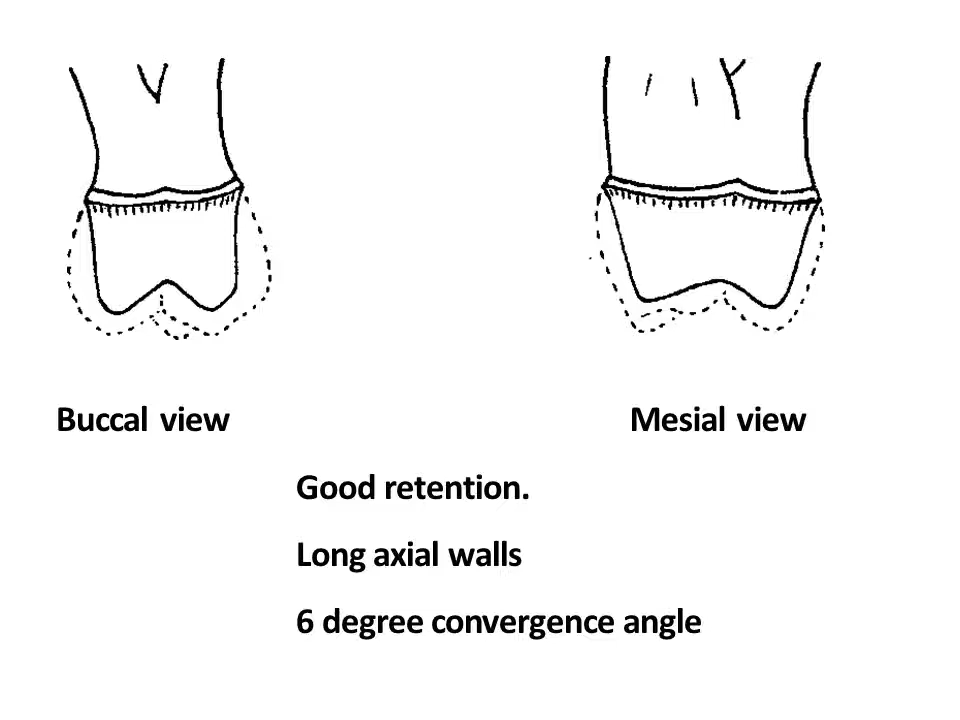 Buccal view
Mesial view
Good retention.
Long axial walls
6 degree convergence angle